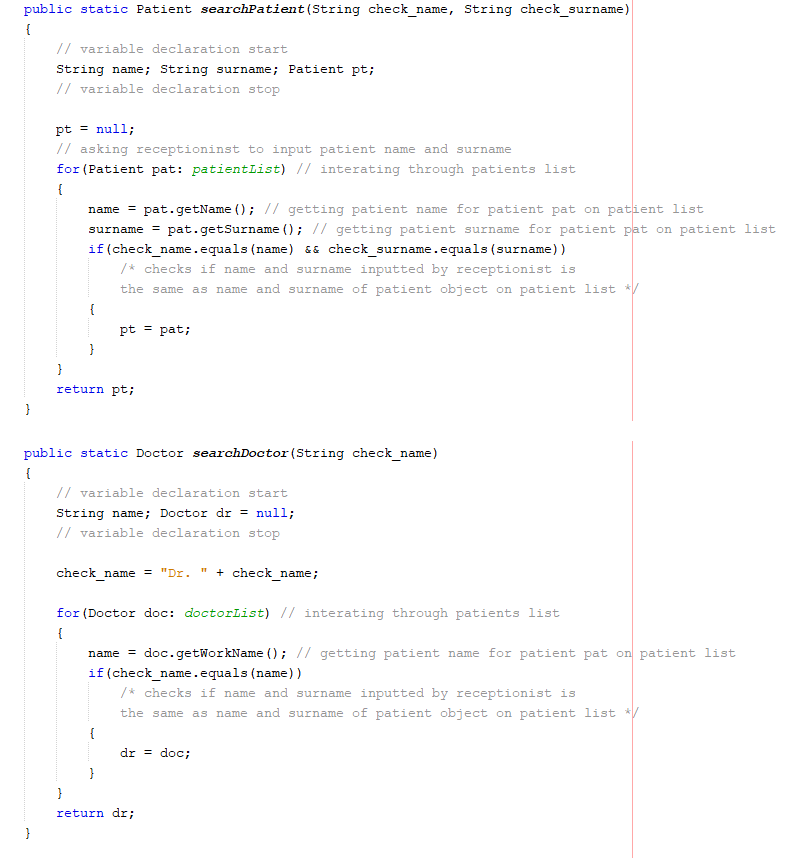 public static Patient searchPatient(String check_name, String check_surname)
{
// variable declaration start
String name; String surname; Patient pt;
// variable declaration stop
pt = null;
// asking receptioninst to input patient name and surname
for(Patient pat: patientList) // interating through patients list
{
name = pat.getName(); // getting patient name for patient pat on patient list
surname = pat.getSurname(); // getting patient surname for patient pat on patient list
if(check_name.equals(name) && check_surname.equals(surname))
/* checks if name and surname inputted by receptionist is
the same as name and surname of patient object on patient list */
{
pt = pat;
}
}
return pt;
}
public static Doctor searchDoctor(String check_name)
{
// variable declaration start
String name; Doctor dr = null;
// variable declaration stop
check_name = "Dr. " + check_name;
for(Doctor doc: doctorList) // interating through patients list
{
name = doc.getWorkName(); // getting patient name for patient pat on patient list
if(check_name.equals(name))
/* checks if name and surname inputted by receptionist is
the same as name and surname of patient object on patient list */
{
dr = doc;
}
}
return dr;
}